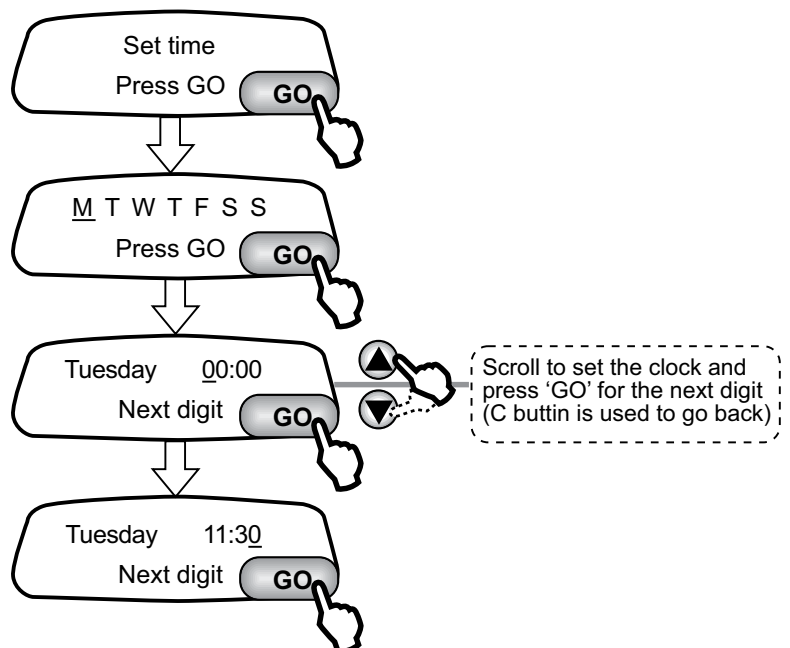 Set time
Press GO GO
M T W T F S S
Press GO GO
Tuesday 00:00
Next digit GO
Scroll to set the clock and
press ‘GO’ for the next digit
(C buttin is used to go back)
Tuesday 11:30
Next digit GO